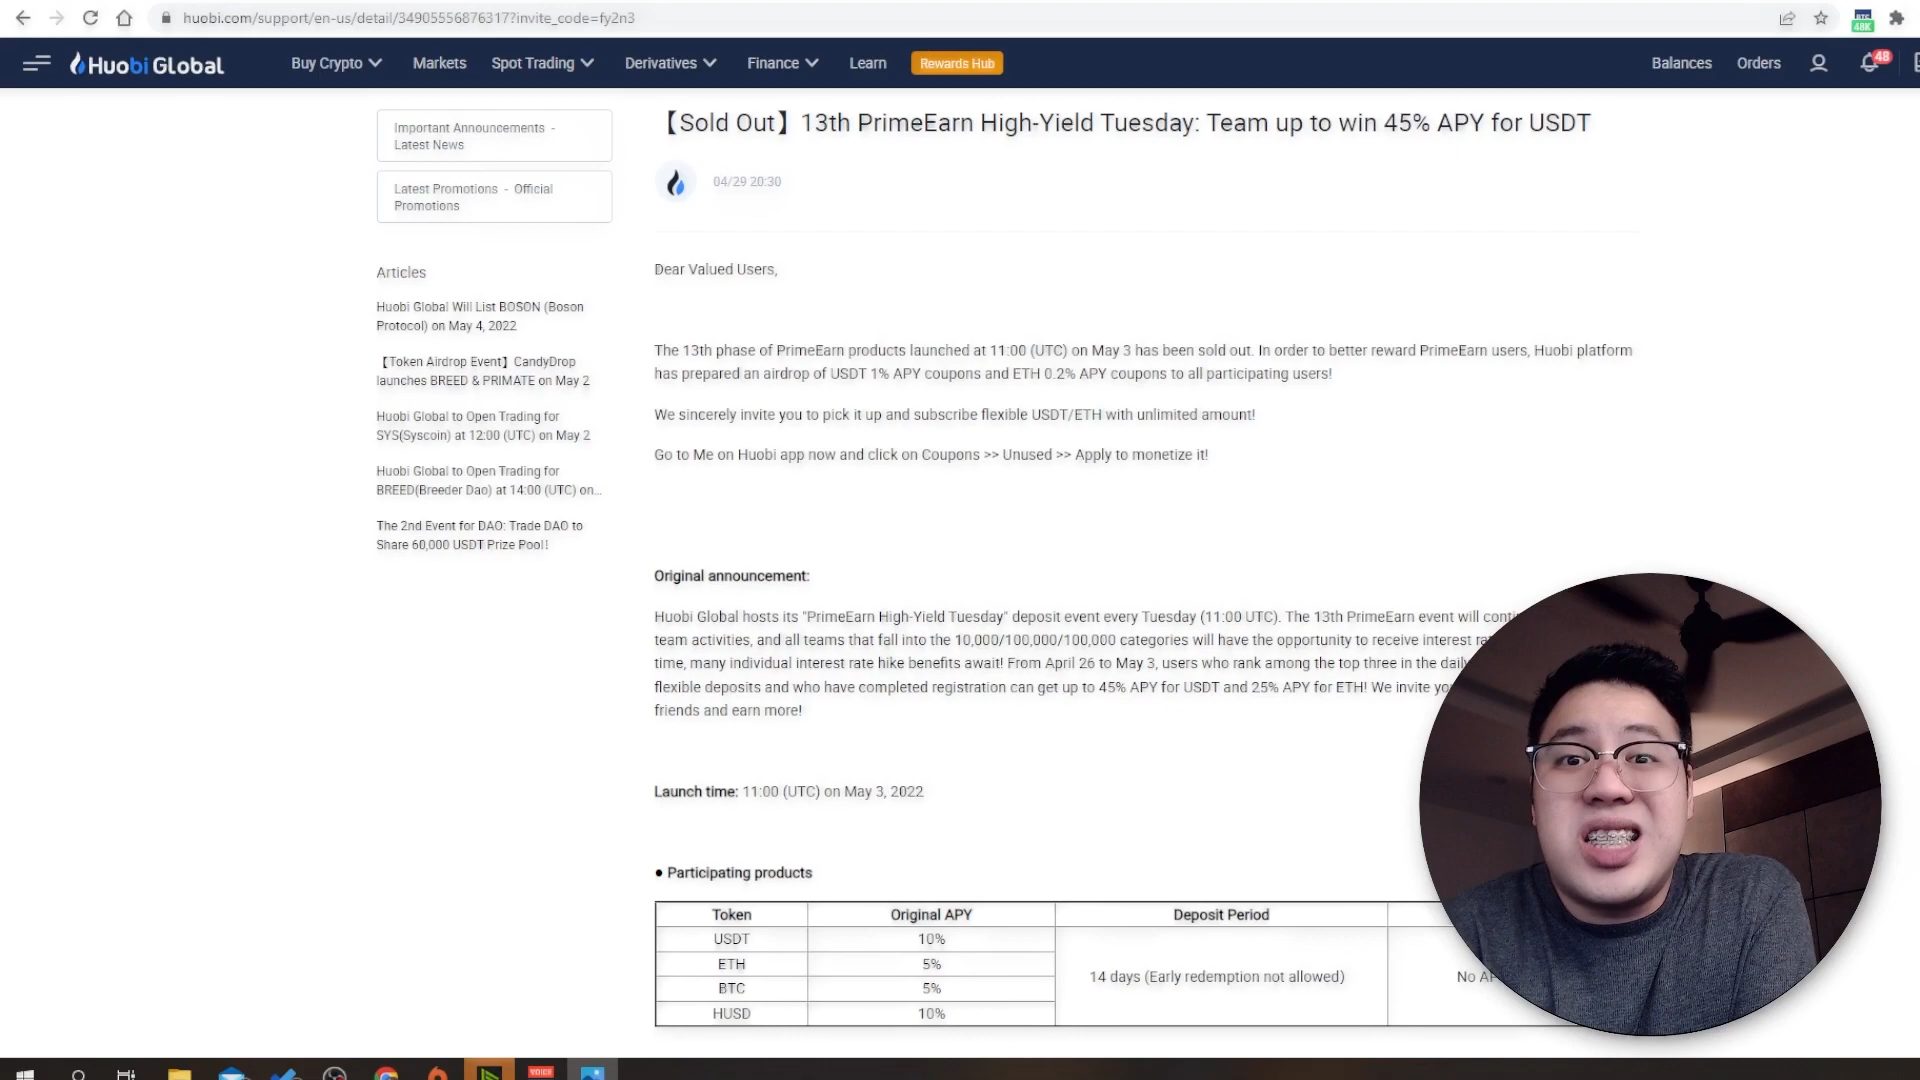 huobi.com/support/en-us/detail/34905556876317?invite_code=fy2n3
BTC
48K
Huobi Global
Buy Crypto
Markets
Spot Trading
Derivatives
Finance
Learn
Rewards Hub
Balances
Orders
48
Important Announcements - Latest News
Latest Promotions - Official Promotions
Articles
Huobi Global Will List BOSON (Boson
Protocol) on May 4, 2022
【Token Airdrop Event】CandyDrop
launches BREED & PRIMATE on May 2
Huobi Global to Open Trading for
SYS(Syscoin) at 12:00 (UTC) on May 2
Huobi Global to Open Trading for
BREED(Breeder Dao) at 14:00 (UTC) on...
The 2nd Event for DAO: Trade DAO to
Share 60,000 USDT Prize Pool!
【Sold Out】13th PrimeEarn High-Yield Tuesday: Team up to win 45% APY for USDT
04/29 20:30
Dear Valued Users,
The 13th phase of PrimeEarn products launched at 11:00 (UTC) on May 3 has been sold out. In order to better reward PrimeEarn users, Huobi platform
has prepared an airdrop of USDT 1% APY coupons and ETH 0.2% APY coupons to all participating users!
We sincerely invite you to pick it up and subscribe flexible USDT/ETH with unlimited amount!
Go to Me on Huobi app now and click on Coupons >> Unused >> Apply to monetize it!
Original announcement:
Huobi Global hosts its "PrimeEarn High-Yield Tuesday" deposit event every Tuesday (11:00 UTC). The 13th PrimeEarn event will
team activities, and all teams that fall into the 10,000/100,000/100,000 categories will have the opportunity to receive interest
time, many individual interest rate hike benefits await! From April 26 to May 3, users who rank among the top three in the daily
flexible deposits and who have completed registration can get up to 45% APY for USDT and 25% APY for ETH! We invite
friends and earn more!
Launch time: 11:00 (UTC) on May 3, 2022
● Participating products
Token Original APY Deposit Period
USDT 10%
ETH 5%
14 days (Early redemption not allowed) No
BTC 5%
HUSD 10%
VOICE